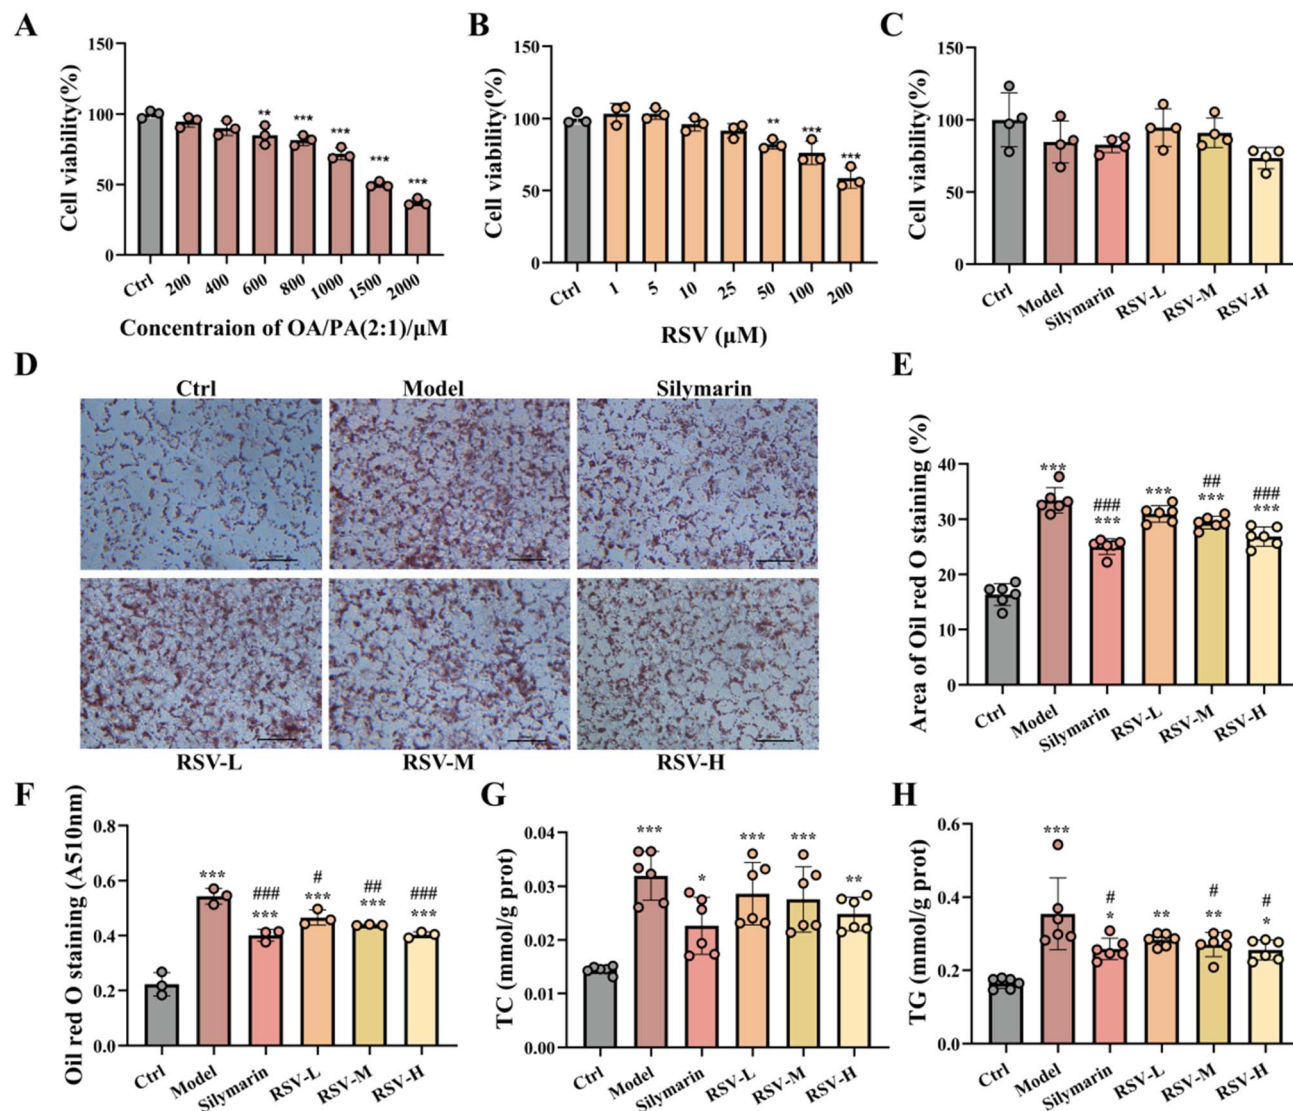 A
Cell viability(%)
150
100
50
0
** *** *** *** ***
Ctrl 200 400 600 800 1000 1500 2000
Concentraion of OA/PA(2:1)/μM
B
Cell viability(%)
150
100
50
0
** *** ***
Ctrl 1 5 10 25 50 100 200
RSV (μM)
C
Cell viability(%)
150
100
50
0
Ctrl Model Silymarin RSV-L RSV-M RSV-H
D
Ctrl Model Silymarin
RSV-L RSV-M RSV-H
E
Area of Oil red O staining (%)
40
30
20
10
0
*** ### *** *** ## *** ### ***
Ctrl Model Silymarin RSV-L RSV-M RSV-H
F
Oil red O staining (A510nm)
0.8
0.6
0.4
0.2
0.0
*** ### *** # *** ## *** ### ***
Ctrl Model Silymarin RSV-L RSV-M RSV-H
G
TC (mmol/g prot)
0.04
0.03
0.02
0.01
0.00
*** * *** *** **
Ctrl Model Silymarin RSV-L RSV-M RSV-H
H
TG (mmol/g prot)
0.6
0.4
0.2
0.0
*** # * ** # ** # *
Ctrl Model Silymarin RSV-L RSV-M RSV-H